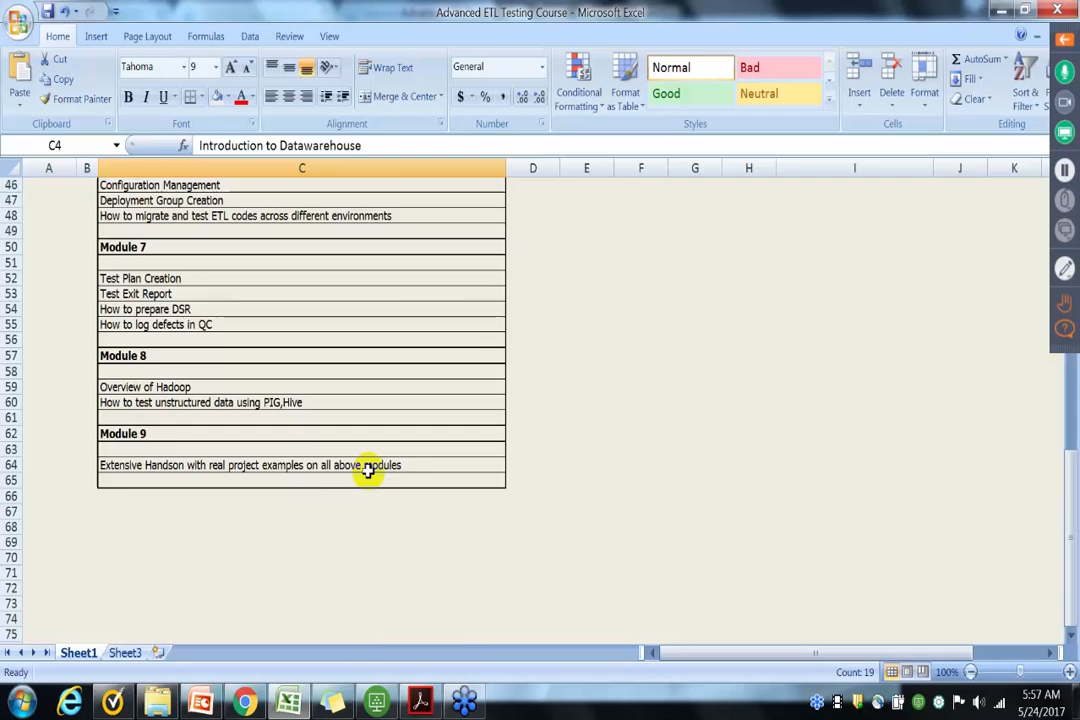 Advanced ETL Testing Course - Microsoft Excel
Home Insert Page Layout Formulas Data Review View
Paste
Cut
Copy
Format Painter
Clipboard
Tahoma 9
B I U A
Font
Wrap Text
Merge & Center
Alignment
General
$ % ,
Number
Conditional Formatting
Format as Table
Normal Bad
Good Neutral
Styles
Insert Delete Format
Cells
AutoSum
Fill
Clear
Sort & Filter
Editing
C4 fx Introduction to Datawarehouse
A B C D E F G H I J K
46 Configuration Management
47 Deployment Group Creation
48 How to migrate and test ETL codes across different environments
49
50 Module 7
51
52 Test Plan Creation
53 Test Exit Report
54 How to prepare DSR
55 How to log defects in QC
56
57 Module 8
58
59 Overview of Hadoop
60 How to test unstructured data using PIG,Hive
61
62 Module 9
63
64 Extensive Handson with real project examples on all above modules
65
66
67
68
69
70
71
72
73
74
75
Sheet1 Sheet3
Ready Count: 19 100%
5:57 AM
5/24/2017